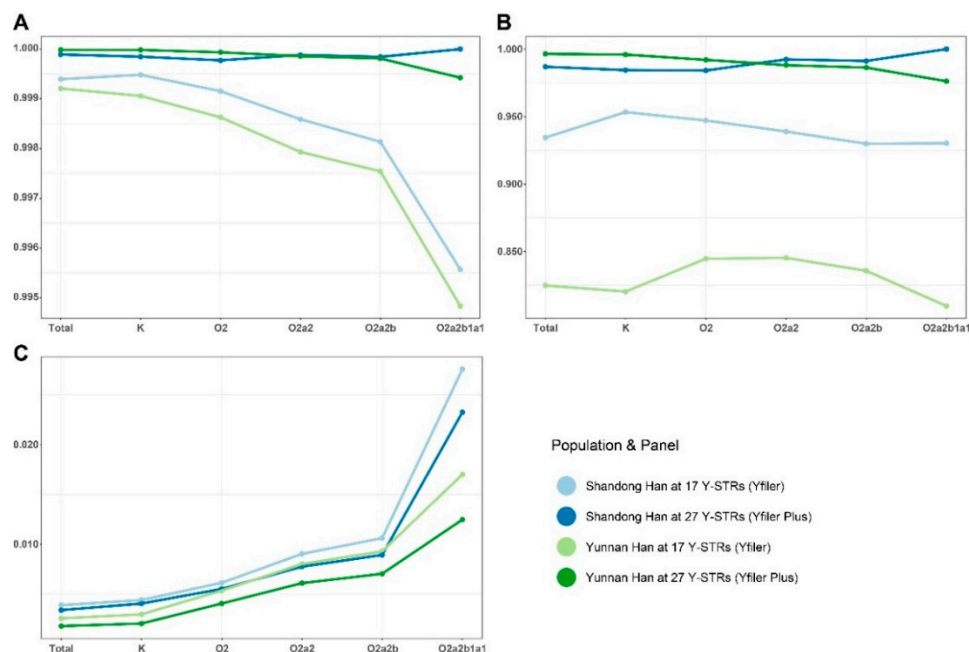 A
1.000
0.999
0.998
0.997
0.996
0.995
Total K O2 O2a2 O2a2b O2a2b1a1
B
1.000
0.950
0.900
0.850
Total K O2 O2a2 O2a2b O2a2b1a1
C
0.020
0.010
Total K O2 O2a2 O2a2b O2a2b1a1
Population & Panel
Shandong Han at 17 Y-STRs (Yfiler)
Shandong Han at 27 Y-STRs (Yfiler Plus)
Yunnan Han at 17 Y-STRs (Yfiler)
Yunnan Han at 27 Y-STRs (Yfiler Plus)